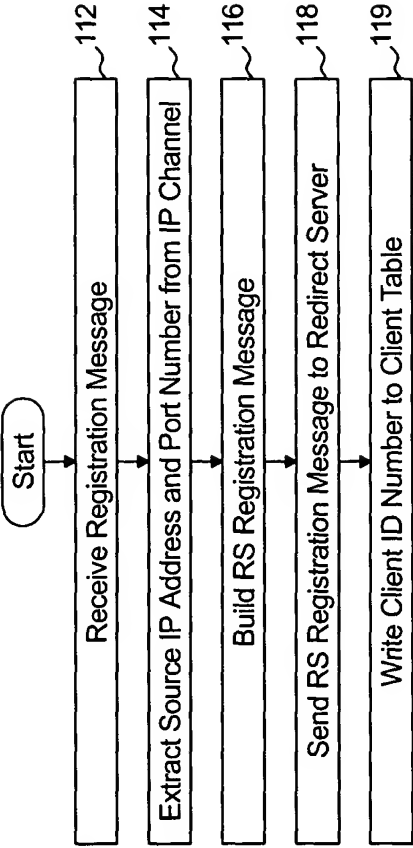 Start
Receive Registration Message 112
Extract Source IP Address and Port Number from IP Channel 114
Build RS Registration Message 116
Send RS Registration Message to Redirect Server 118
Write Client ID Number to Client Table 119